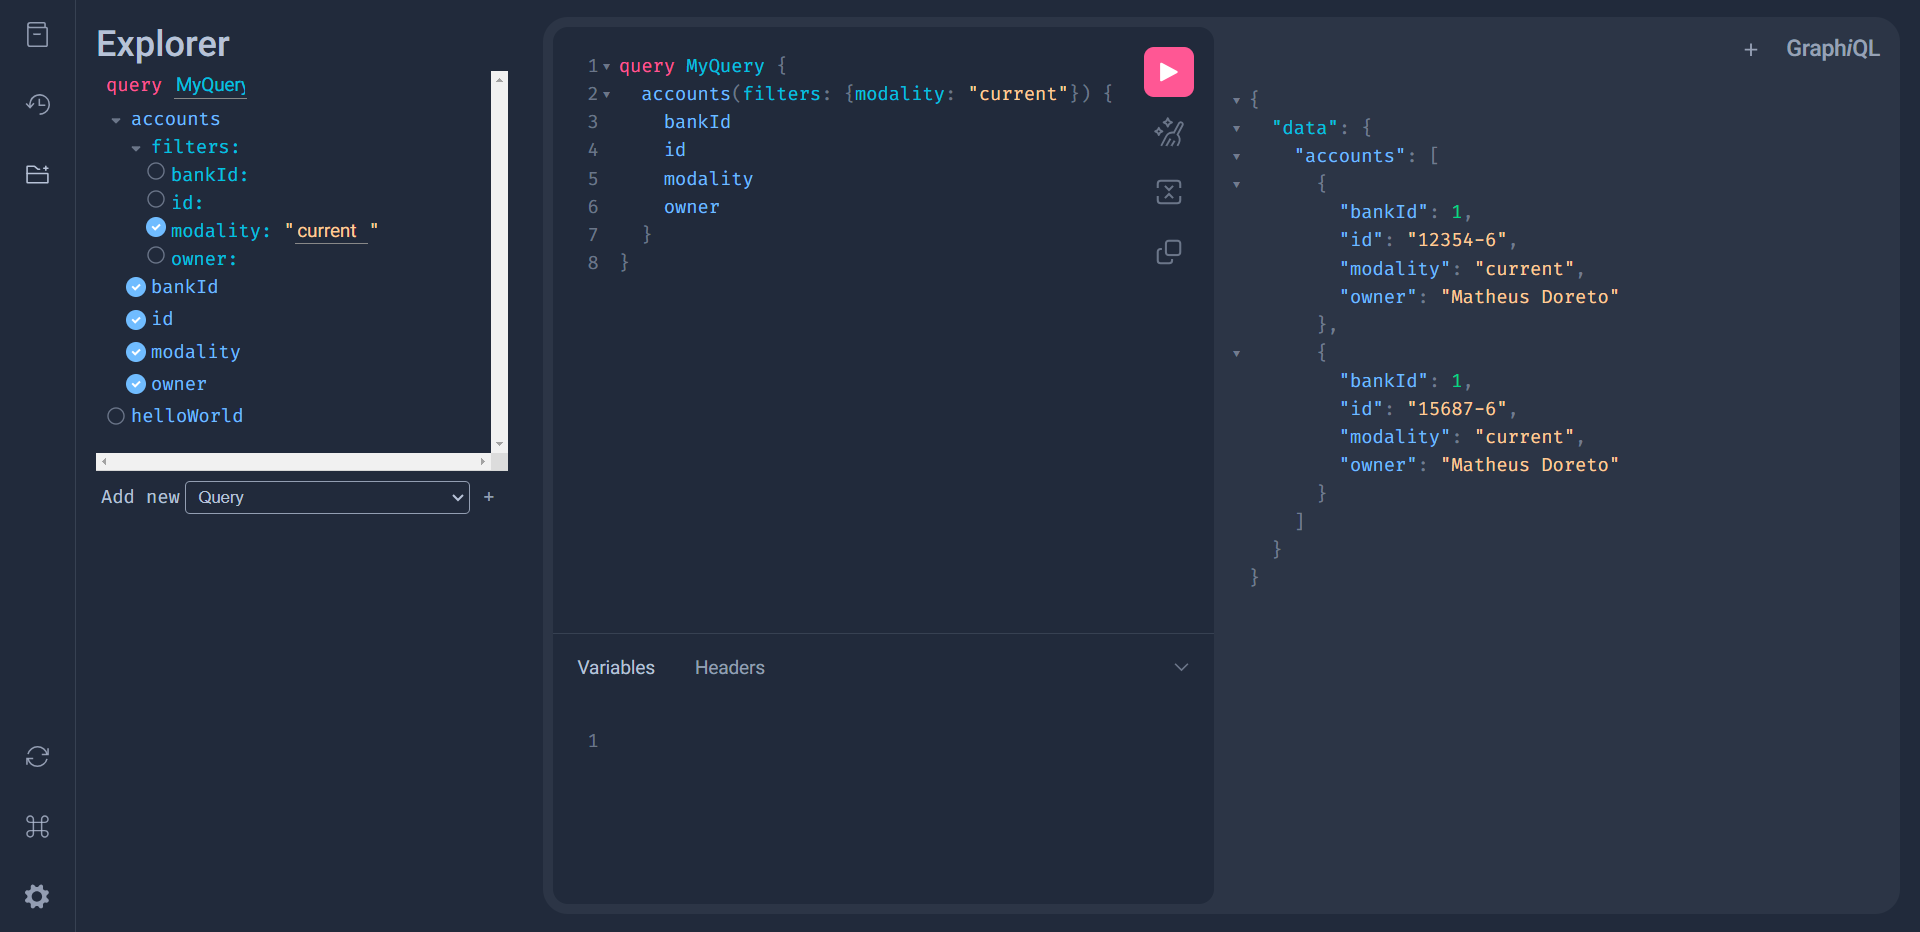 Explorer
query MyQuery
accounts
filters:
bankId:
id:
modality: "current "
owner:
bankId
id
modality
owner
helloWorld
Add new Query +
1 query MyQuery {
2 accounts(filters: {modality: "current"}) {
3 bankId
4 id
5 modality
6 owner
7 }
8 }
Variables Headers
1
+ GraphiQL
{
"data": {
"accounts": [
{
"bankId": 1,
"id": "12354-6",
"modality": "current",
"owner": "Matheus Doreto"
},
{
"bankId": 1,
"id": "15687-6",
"modality": "current",
"owner": "Matheus Doreto"
}
]
}
}